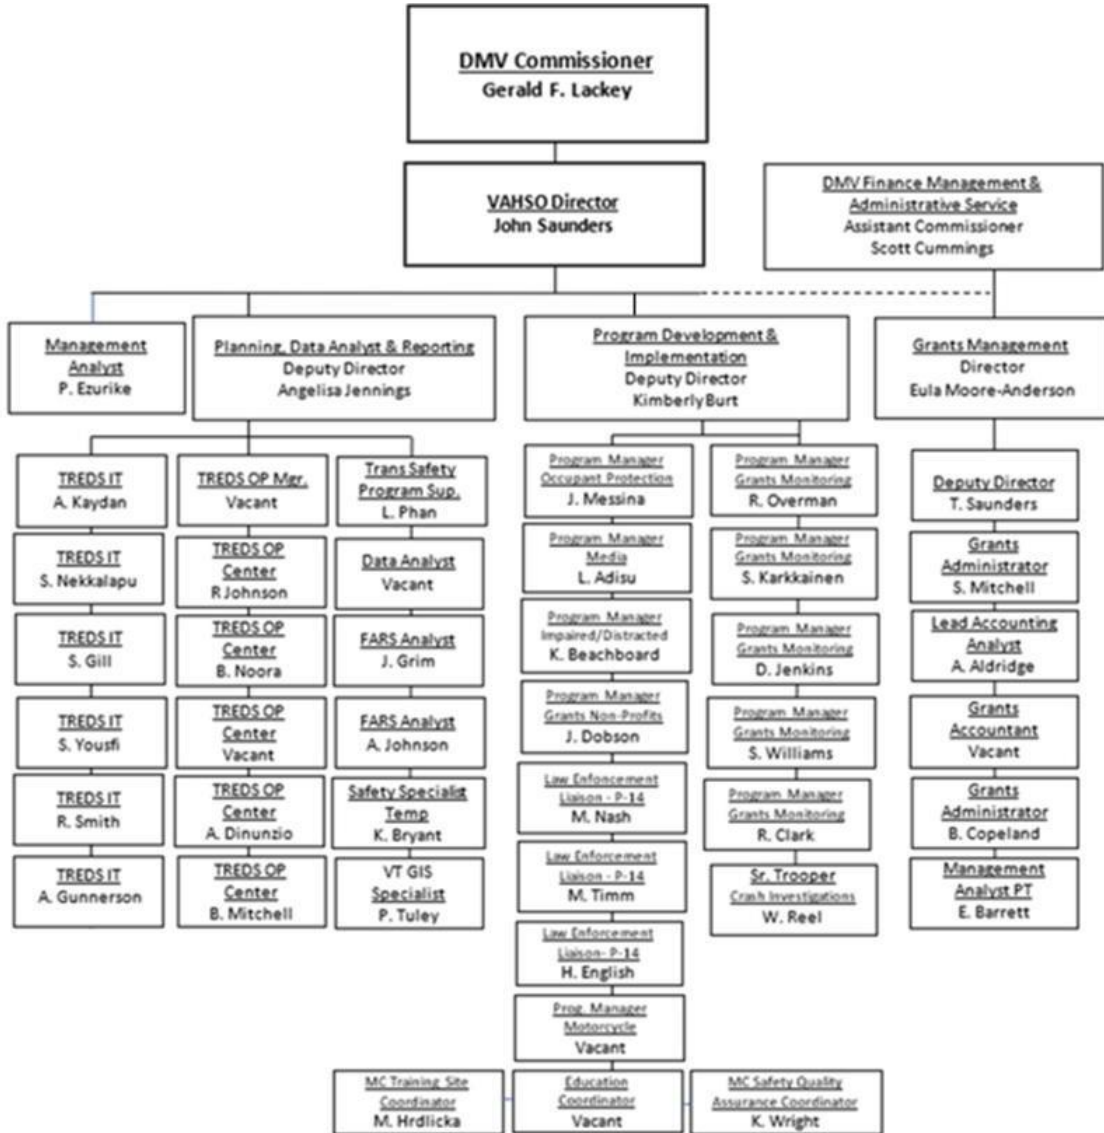 DMV Commissioner
Gerald F. Lackey
VAHSO Director
John Saunders
DMV Finance Management &
Administrative Service
Assistant Commissioner
Scott Cummings
Management
Analyst
P. Ezurike
Planning, Data Analyst & Reporting
Deputy Director
Angelisa Jennings
Program Development &
Implementation
Deputy Director
Kimberly Burt
Grants Management
Director
Eula Moore-Anderson
TREDS IT
A. Kaydan
TREDS IT
S. Nekkalapu
TREDS IT
S. Gill
TREDS IT
S. Yousfi
TREDS IT
R. Smith
TREDS IT
A. Gunnerson
TREDS OP Mgr.
Vacant
TREDS OP
Center
R Johnson
TREDS OP
Center
B. Noora
TREDS OP
Center
Vacant
TREDS OP
Center
A. Dinunzio
TREDS OP
Center
B. Mitchell
Trans Safety
Program Sup.
L. Phan
Data Analyst
Vacant
FARS Analyst
J. Grim
FARS Analyst
A. Johnson
Safety Specialist
Temp
K. Bryant
VT GIS
Specialist
P. Tuley
Program Manager
Occupant Protection
J. Messina
Program Manager
Media
L. Adisu
Program Manager
Impaired/Distracted
K. Beachboard
Program Manager
Grants Non-Profits
J. Dobson
Law Enforcement
Liaison - P-14
M. Nash
Law Enforcement
Liaison - P-14
M. Timm
Law Enforcement
Liaison- P-14
H. English
Prog. Manager
Motorcycle
Vacant
Program Manager
Grants Monitoring
R. Overman
Program Manager
Grants Monitoring
S. Karkkainen
Program Manager
Grants Monitoring
D. Jenkins
Program Manager
Grants Monitoring
S. Williams
Program Manager
Grants Monitoring
R. Clark
Sr. Trooper
Crash Investigations
W. Reel
Deputy Director
T. Saunders
Grants
Administrator
S. Mitchell
Lead Accounting
Analyst
A. Aldridge
Grants
Accountant
Vacant
Grants
Administrator
B. Copeland
Management
Analyst PT
E. Barrett
MC Training Site
Coordinator
M. Hrdlicka
Education
Coordinator
Vacant
MC Safety Quality
Assurance Coordinator
K. Wright